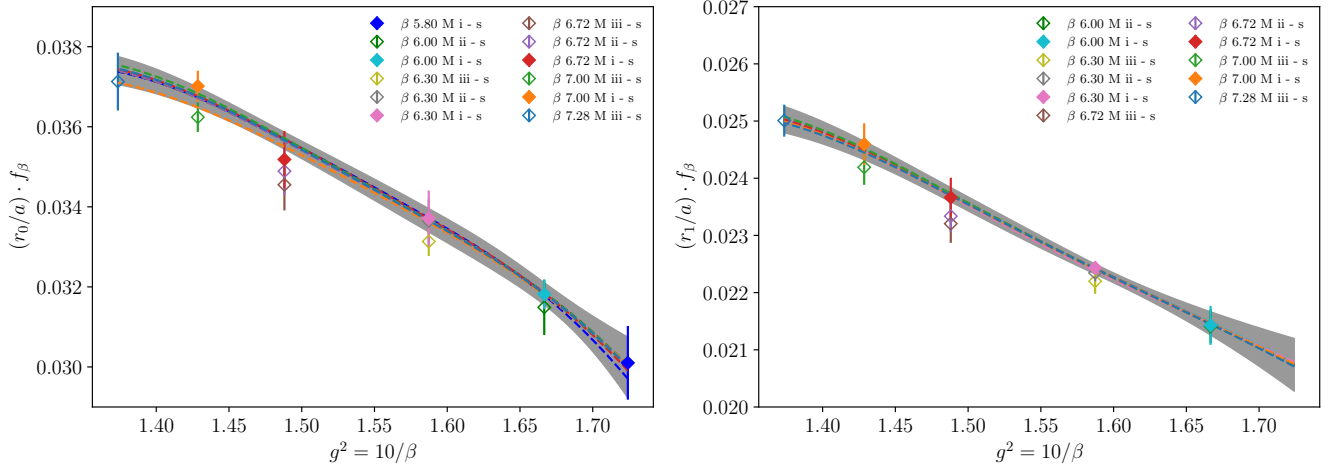 (r₀/a) · f_β
0.038
0.036
0.034
0.032
0.030
β 5.80 M i - s
β 6.00 M ii - s
β 6.00 M i - s
β 6.30 M iii - s
β 6.30 M ii - s
β 6.30 M i - s
β 6.72 M iii - s
β 6.72 M ii - s
β 6.72 M i - s
β 7.00 M iii - s
β 7.00 M i - s
β 7.28 M iii - s
1.40 1.45 1.50 1.55 1.60 1.65 1.70
g² = 10/β
(r₁/a) · f_β
0.027
0.026
0.025
0.024
0.023
0.022
0.021
0.020
β 6.00 M ii - s
β 6.00 M i - s
β 6.30 M iii - s
β 6.30 M ii - s
β 6.30 M i - s
β 6.72 M iii - s
β 6.72 M ii - s
β 6.72 M i - s
β 7.00 M iii - s
β 7.00 M i - s
β 7.28 M iii - s
1.40 1.45 1.50 1.55 1.60 1.65 1.70
g² = 10/β